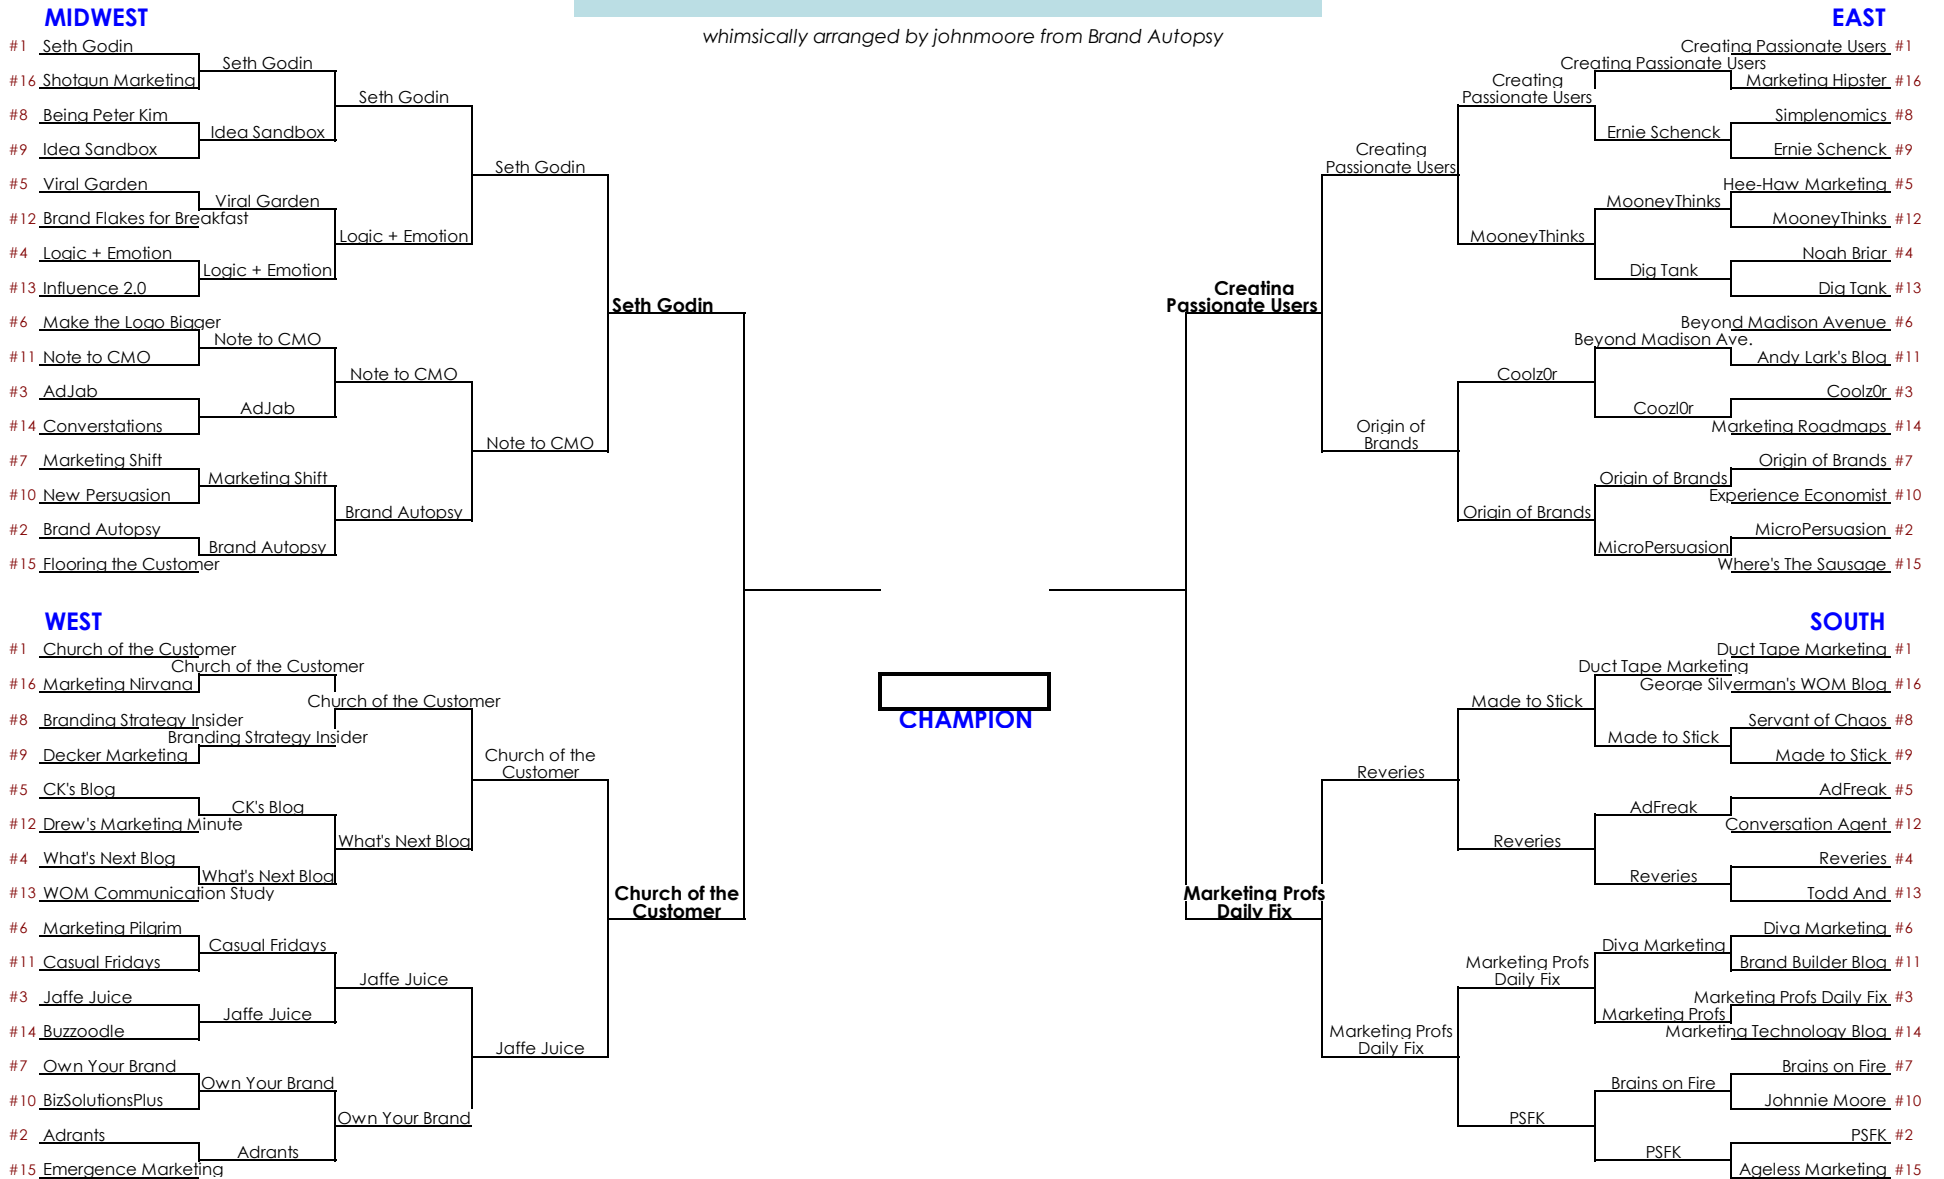 whimsically arranged by johnmoore from Brand Autopsy
MIDWEST
#1 Seth Godin
#16 Shotgun Marketing
#8 Being Peter Kim
#9 Idea Sandbox
#5 Viral Garden
#12 Brand Flakes for Breakfast
#4 Logic + Emotion
#13 Influence 2.0
#6 Make the Logo Bigger
#11 Note to CMO
#3 AdJab
#14 Converstations
#7 Marketing Shift
#10 New Persuasion
#2 Brand Autopsy
#15 Flooring the Customer
Seth Godin
Idea Sandbox
Viral Garden
Logic + Emotion
Note to CMO
AdJab
Marketing Shift
Brand Autopsy
Seth Godin
Logic + Emotion
Note to CMO
Brand Autopsy
Seth Godin
Note to CMO
Seth Godin
WEST
#1 Church of the Customer
#16 Marketing Nirvana
#8 Branding Strategy Insider
#9 Decker Marketing
#5 CK's Blog
#12 Drew's Marketing Minute
#4 What's Next Blog
#13 WOM Communication Study
#6 Marketing Pilgrim
#11 Casual Fridays
#3 Jaffe Juice
#14 Buzzoodle
#7 Own Your Brand
#10 BizSolutionsPlus
#2 Adrants
#15 Emergence Marketing
Church of the Customer
Branding Strategy Insider
CK's Blog
What's Next Blog
Casual Fridays
Jaffe Juice
Own Your Brand
Adrants
Church of the Customer
What's Next Blog
Jaffe Juice
Own Your Brand
Church of the
Customer
Jaffe Juice
Church of the
Customer
CHAMPION
EAST
Creating Passionate Users #1
Marketing Hipster #16
Simplenomics #8
Ernie Schenck #9
Hee-Haw Marketing #5
MooneyThinks #12
Noah Briar #4
Dig Tank #13
Beyond Madison Avenue #6
Andy Lark's Blog #11
Coolz0r #3
Marketing Roadmaps #14
Origin of Brands #7
Experience Economist #10
MicroPersuasion #2
Where's The Sausage #15
Creating Passionate Users
Ernie Schenck
MooneyThinks
Dig Tank
Beyond Madison Ave.
Coozl0r
Origin of Brands
MicroPersuasion
Creating
Passionate Users
MooneyThinks
Coolz0r
Origin of Brands
Creating
Passionate Users
Origin of
Brands
Creating
Passionate Users
SOUTH
Duct Tape Marketing #1
George Silverman's WOM Blog #16
Servant of Chaos #8
Made to Stick #9
AdFreak #5
Conversation Agent #12
Reveries #4
Todd And #13
Diva Marketing #6
Brand Builder Blog #11
Marketing Profs Daily Fix #3
Marketing Technology Blog #14
Brains on Fire #7
Johnnie Moore #10
PSFK #2
Ageless Marketing #15
Duct Tape Marketing
Made to Stick
AdFreak
Reveries
Diva Marketing
Marketing Profs
Brains on Fire
PSFK
Made to Stick
Reveries
Marketing Profs
Daily Fix
PSFK
Reveries
Marketing Profs
Daily Fix
Marketing Profs
Daily Fix